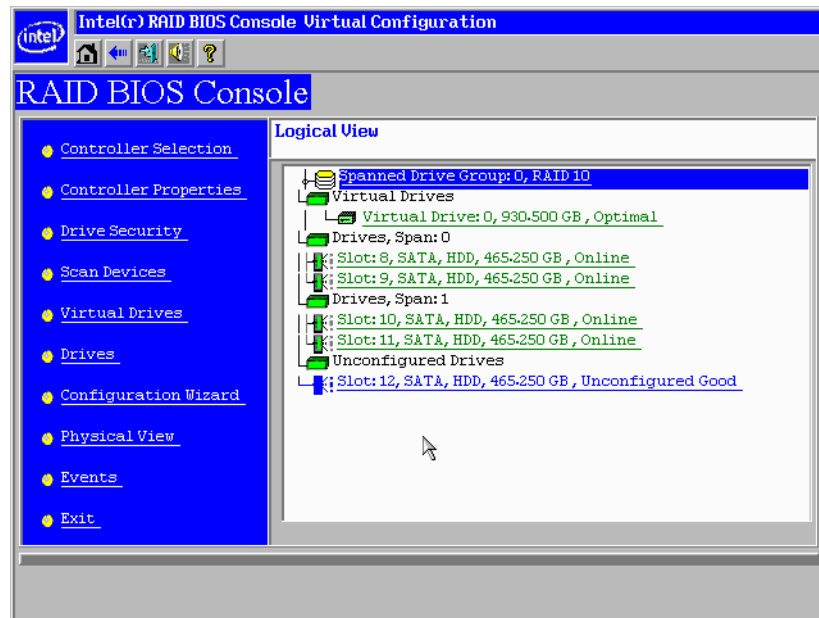 Intel(r) RAID BIOS Console Virtual Configuration
intel
RAID BIOS Console
Controller Selection
Controller Properties
Drive Security
Scan Devices
Virtual Drives
Drives
Configuration Wizard
Physical View
Events
Exit
Logical View
Spanned Drive Group: 0, RAID 10
Virtual Drives
Virtual Drive: 0, 930.500 GB , Optimal
Drives, Span: 0
Slot: 8, SATA, HDD, 465.250 GB , Online
Slot: 9, SATA, HDD, 465.250 GB , Online
Drives, Span: 1
Slot: 10, SATA, HDD, 465.250 GB , Online
Slot: 11, SATA, HDD, 465.250 GB , Online
Unconfigured Drives
Slot: 12, SATA, HDD, 465.250 GB , Unconfigured Good